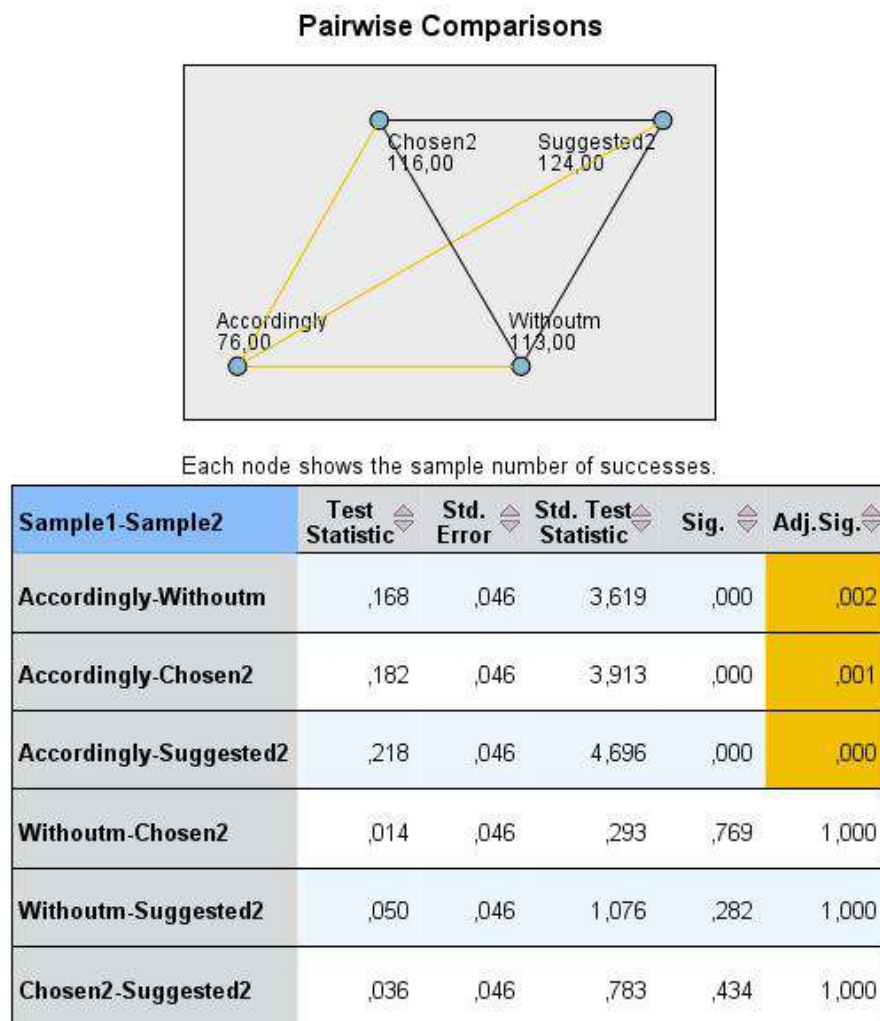 Pairwise Comparisons
Chosen2 Suggested2
116,00 124,00
Accordingly Withoutm
76,00 113,00
Each node shows the sample number of successes.
Sample1-Sample2 Test Statistic Std. Error Std. Test Statistic Sig. Adj.Sig.
Accordingly-Withoutm ,168 ,046 3,619 ,000 ,002
Accordingly-Chosen2 ,182 ,046 3,913 ,000 ,001
Accordingly-Suggested2 ,218 ,046 4,696 ,000 ,000
Withoutm-Chosen2 ,014 ,046 ,293 ,769 1,000
Withoutm-Suggested2 ,050 ,046 1,076 ,282 1,000
Chosen2-Suggested2 ,036 ,046 ,783 ,434 1,000